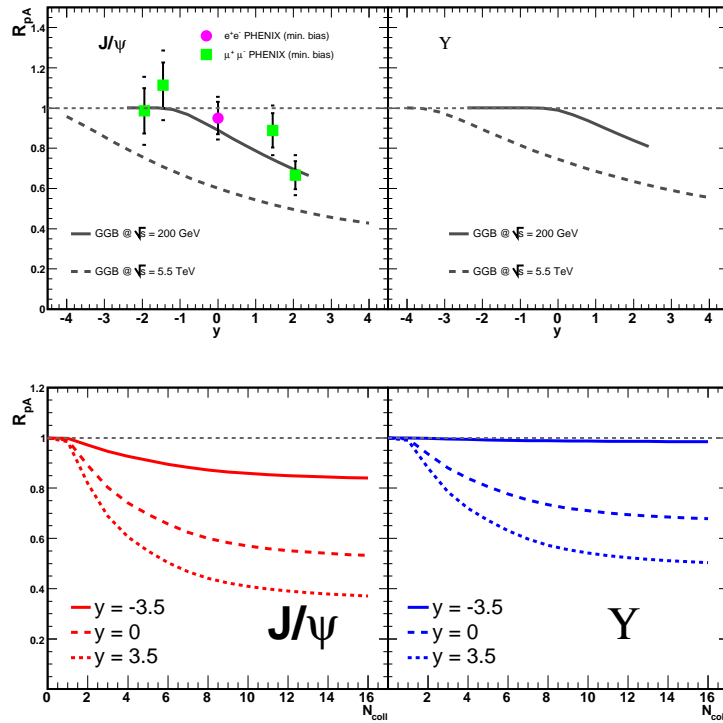 R_pA
1.4
1.2
1
0.8
0.6
0.4
0.2
0
J/ψ
e⁺e⁻ PHENIX (min. bias)
μ⁺ μ⁻ PHENIX (min. bias)
GGB @ √s = 200 GeV
GGB @ √s = 5.5 TeV
-4 -3 -2 -1 0 1 2 3 4
y
Υ
GGB @ √s = 200 GeV
GGB @ √s = 5.5 TeV
-4 -3 -2 -1 0 1 2 3 4
y
R_pA
1.2
1
0.8
0.6
0.4
0.2
y = -3.5
y = 0
y = 3.5
J/ψ
0 2 4 6 8 10 12 14 16
N_coll
y = -3.5
y = 0
y = 3.5
Υ
2 4 6 8 10 12 14 16
N_coll